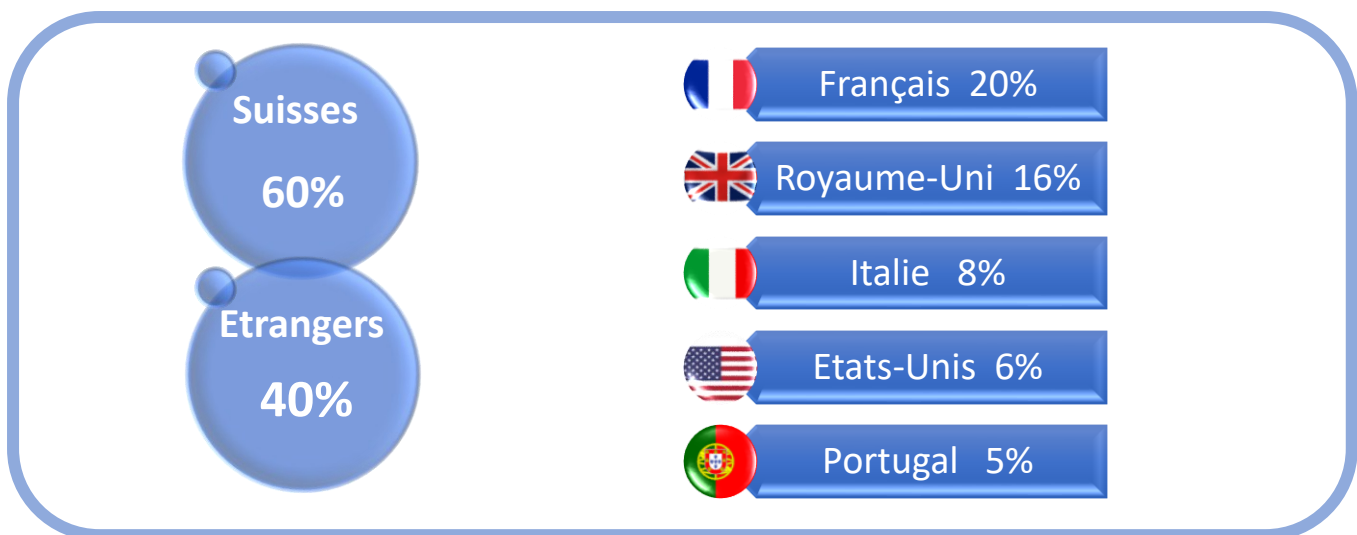 Suisses
60%
Etrangers
40%
Français 20%
Royaume-Uni 16%
Italie 8%
Etats-Unis 6%
Portugal 5%